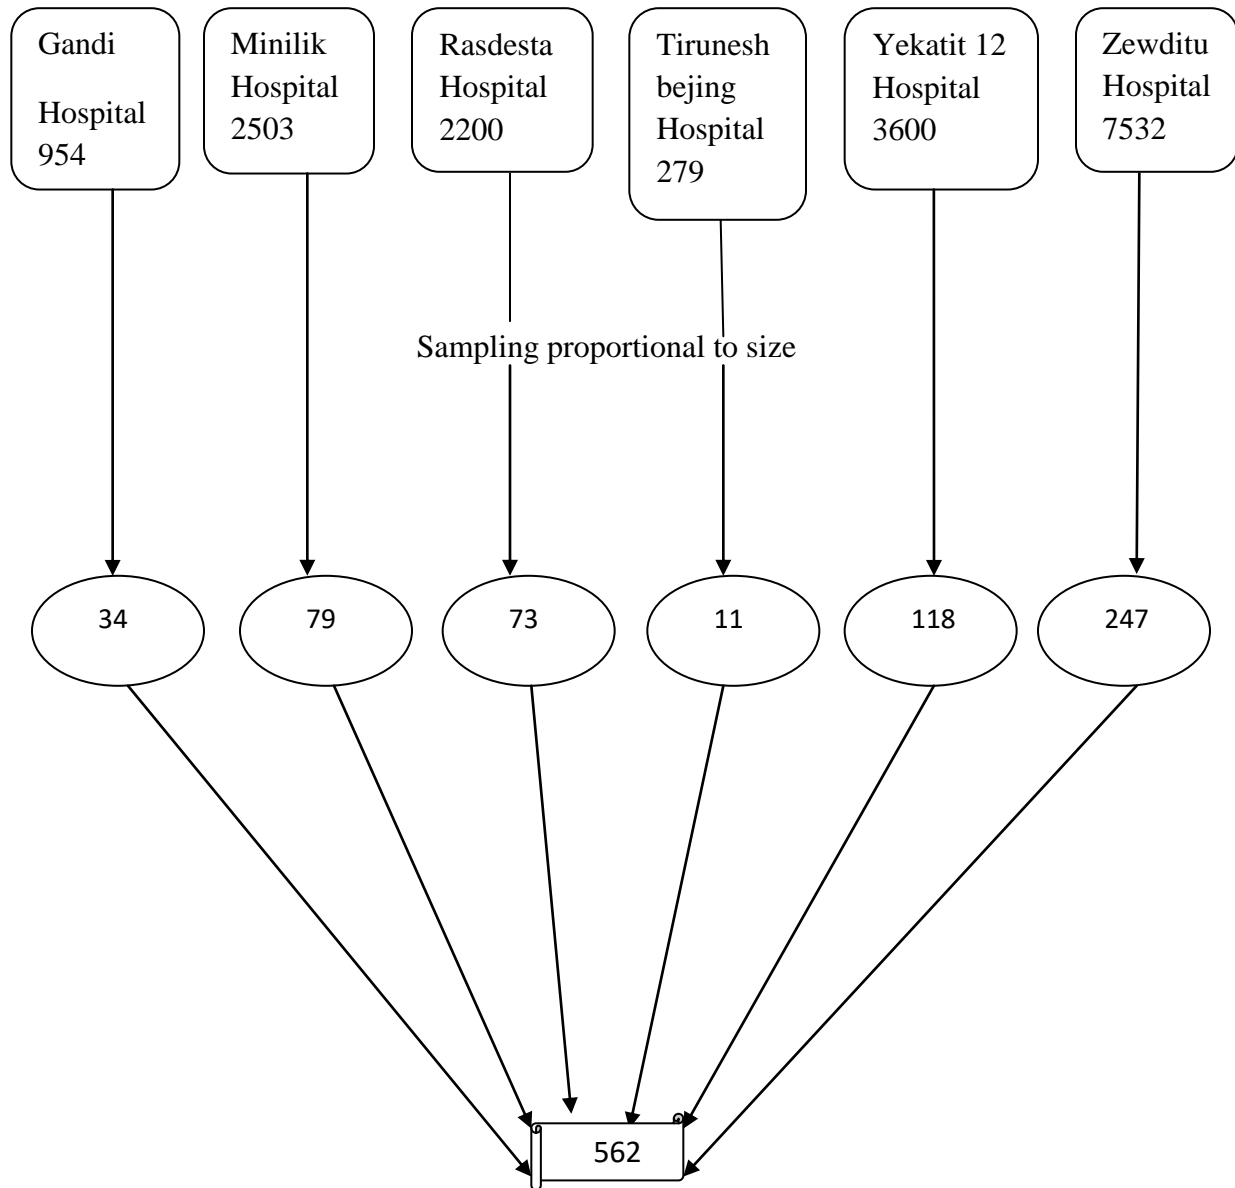 Gandi
Hospital
954
Minilik
Hospital
2503
Rasdesta
Hospital
2200
Tirunesh
bejing
Hospital
279
Yekatit 12
Hospital
3600
Zewditu
Hospital
7532
Sampling proportional to size
34
79
73
11
118
247
562